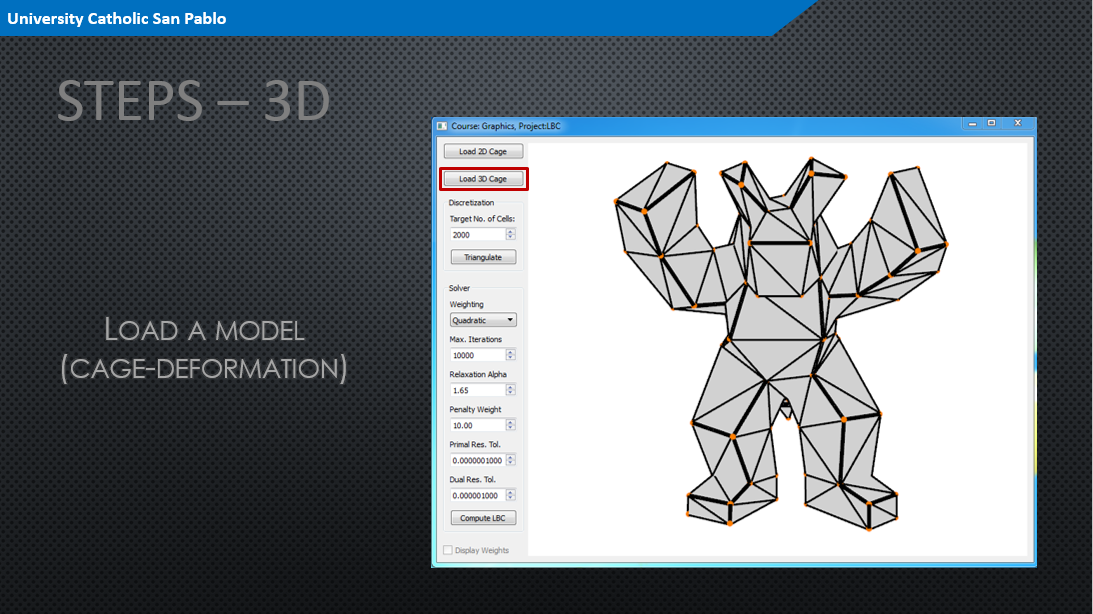 University Catholic San Pablo
STEPS – 3D
LOAD A MODEL
(CAGE-DEFORMATION)
Course: Graphics, Project:LBC
Load 2D Cage
Load 3D Cage
Discretization
Target No. of Cells:
2000
Triangulate
Solver
Weighting
Quadratic
Max. Iterations
10000
Relaxation Alpha
1.65
Penalty Weight
10.00
Primal Res. Tol.
0.0000001000
Dual Res. Tol.
0.000001000
Compute LBC
Display Weights